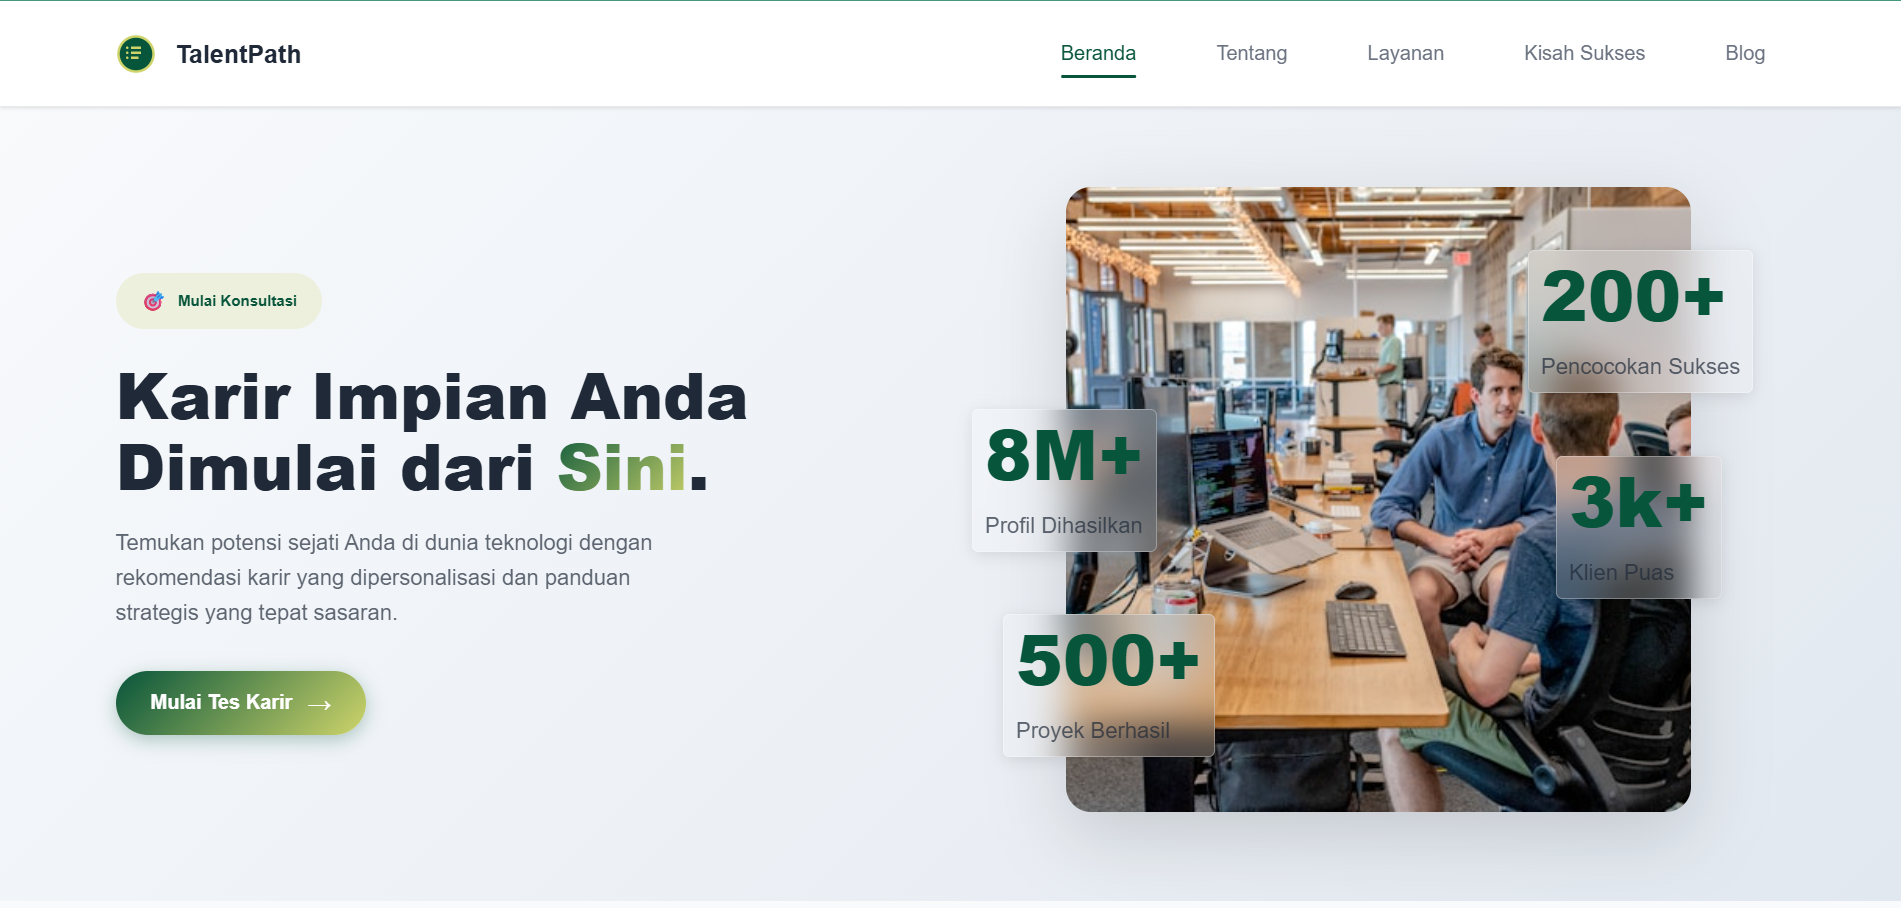 TalentPath
Beranda
Tentang
Layanan
Kisah Sukses
Blog
Mulai Konsultasi
Karir Impian Anda
Dimulai dari Sini.
Temukan potensi sejati Anda di dunia teknologi dengan
rekomendasi karir yang dipersonalisasi dan panduan
strategis yang tepat sasaran.
Mulai Tes Karir →
200+
Pencocokan Sukses
8M+
Profil Dihasilkan
3k+
Klien Puas
500+
Proyek Berhasil